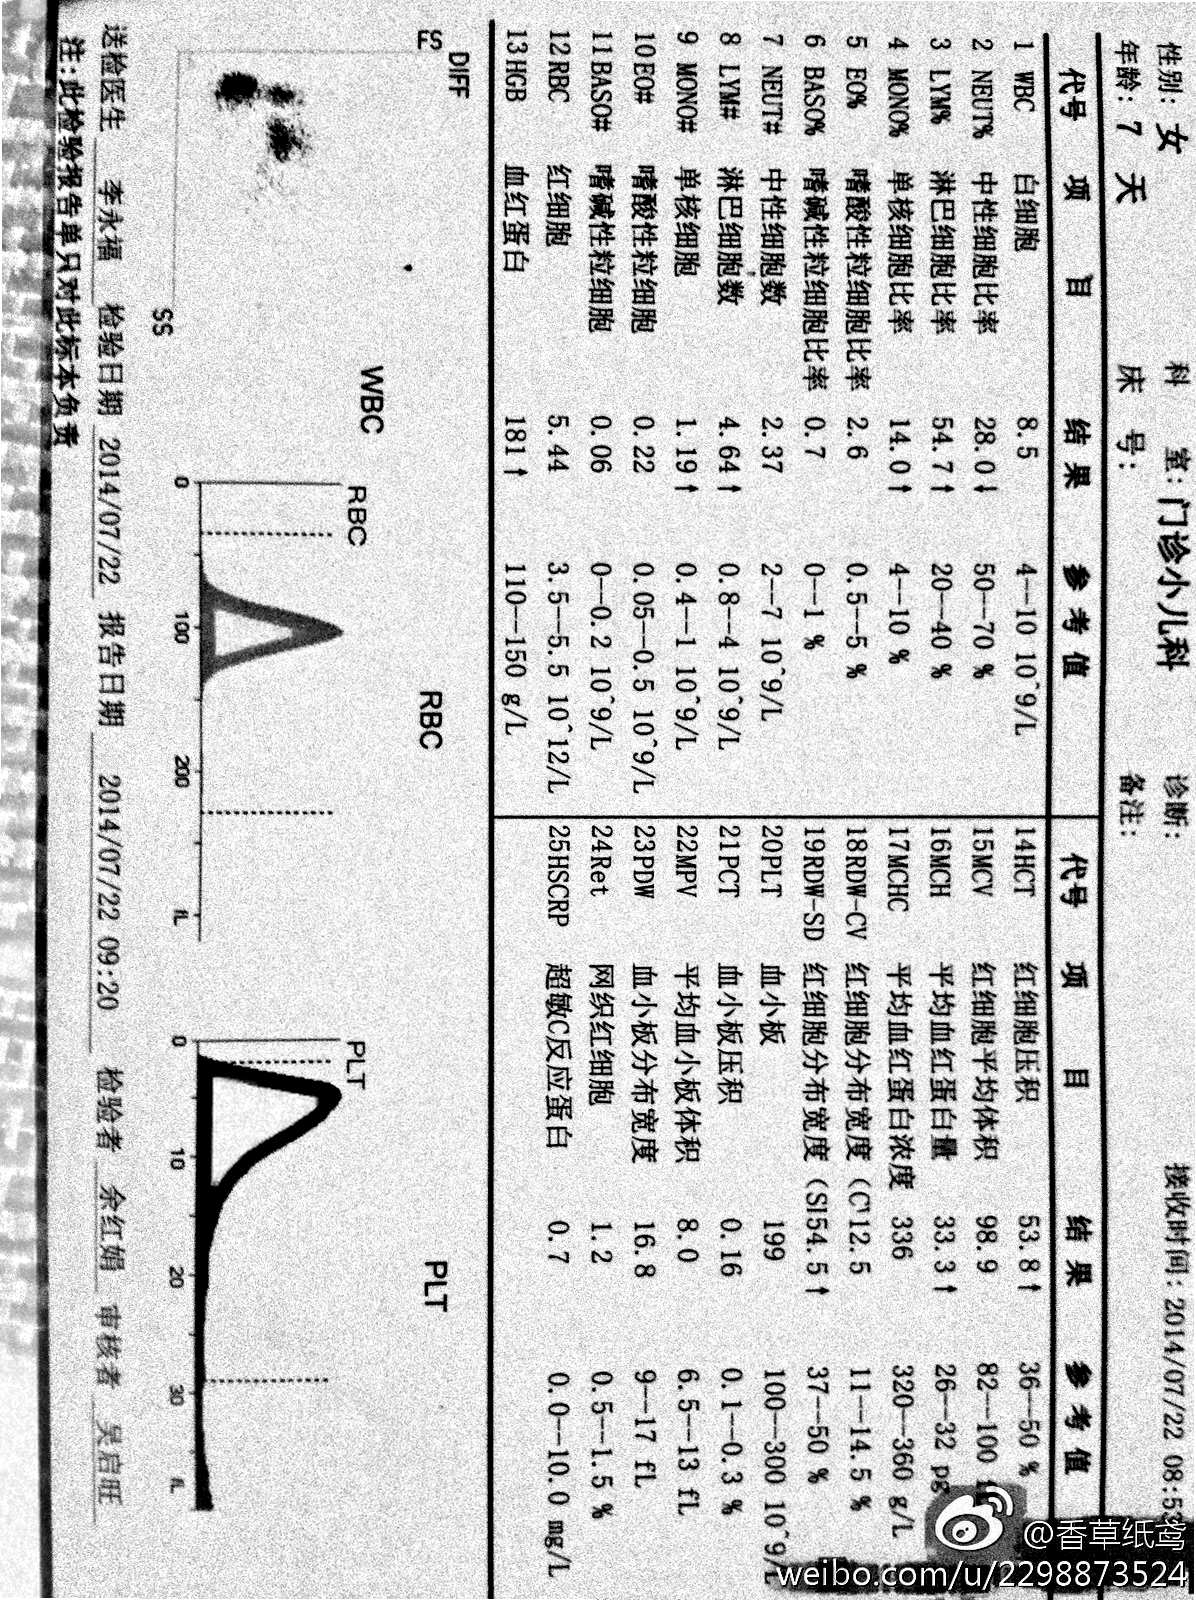 性别: 女 科 室: 门诊小儿科 诊断: 接收时间: 2014/07/22 08:53
年龄: 7 天 床 号: 备注:
代号 项 目 结果 参考值 代号 项 目 结果 参考值
1 WBC 白细胞 8.5 4--10 10^9/L 14HCT 红细胞压积 53.8↑ 36--50 %
2 NEUT% 中性细胞比率 28.0↓ 50--70 % 15MCV 红细胞平均体积 98.9 82--100
3 LYM% 淋巴细胞比率 54.7↑ 20--40 % 16MCH 平均血红蛋白量 33.3↑ 26--32 pg
4 MONO% 单核细胞比率 14.0↑ 4--10 % 17MCHC 平均血红蛋白浓度 336 320--360 g/L
5 EO% 嗜酸性粒细胞比率 2.6 0.5--5 % 18RDW-CV 红细胞分布宽度 (C 12.5 11--14.5 %
6 BASO% 嗜碱性粒细胞比率 0.7 0--1 % 19RDW-SD 红细胞分布宽度 (S 54.5↑ 37--50 %
7 NEUT# 中性细胞数 2.37 2--7 10^9/L 20PLT 血小板 199 100--300 10^9/L
8 LYM# 淋巴细胞数 4.64↑ 0.8--4 10^9/L 21PCT 血小板压积 0.16 0.1--0.3 %
9 MONO# 单核细胞 1.19↑ 0.4--1 10^9/L 22MPV 平均血小板体积 8.0 6.5--13 fL
10EO# 嗜酸性粒细胞 0.22 0.05--0.5 10^9/L 23PDW 血小板分布宽度 16.8 9--17 fL
11BASO# 嗜碱性粒细胞 0.06 0--0.2 10^9/L 24Ret 网织红细胞 1.2 0.5--1.5 %
12RBC 红细胞 5.44 3.5--5.5 10^12/L 25HSCRP 超敏C反应蛋白 0.7 0.0--10.0 mg/L
13HGB 血红蛋白 181↑ 110--150 g/L
DIFF
FS
WBC RBC PLT
RBC PLT
SS
0 100 200 fL 0 10 20 30 fL
送检医生 李永福 检验日期 2014/07/22 报告日期 2014/07/22 09:20 检验者 余红娟 审核者 吴启旺
注:此检验报告单只对此标本负责
@香草纸鸢
weibo.com/u/2298873524